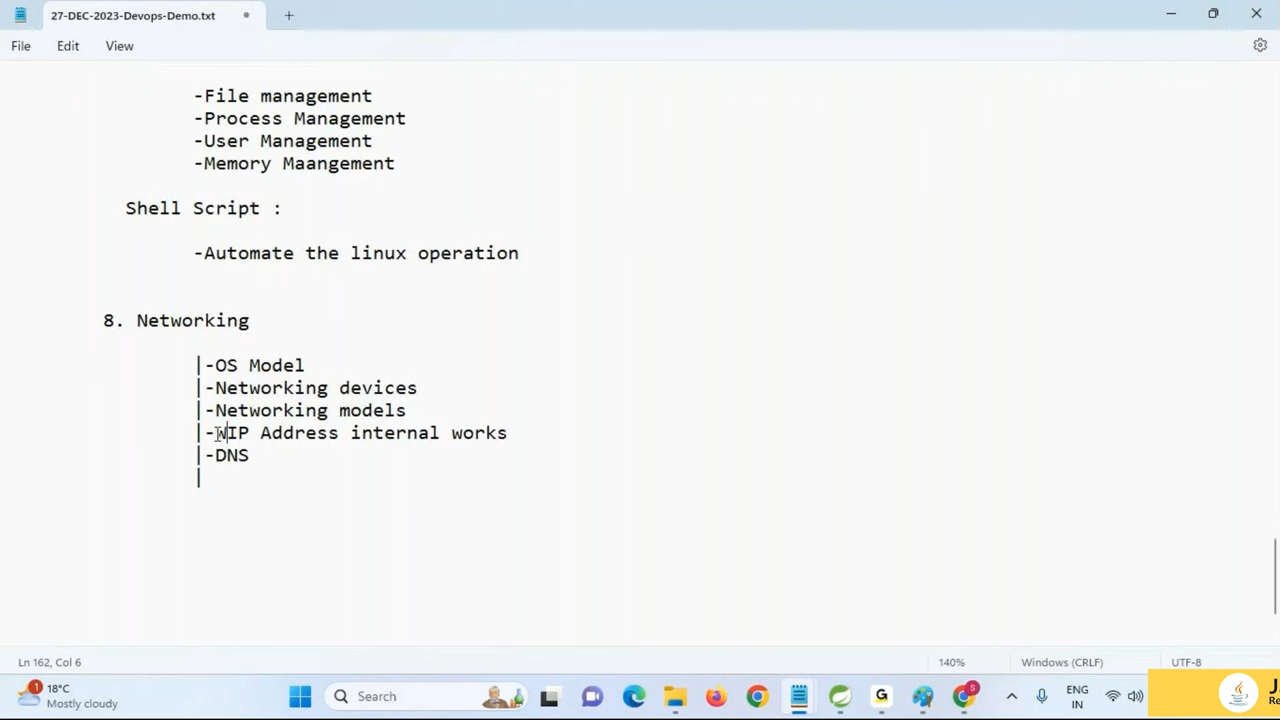 27-DEC-2023-Devops-Demo.txt
File Edit View
-File management
-Process Management
-User Management
-Memory Maangement
Shell Script :
-Automate the linux operation
8. Networking
|-OS Model
|-Networking devices
|-Networking models
|-WIP Address internal works
|-DNS
|
Ln 162, Col 6 140% Windows (CRLF) UTF-8
1 18°C
Mostly cloudy
Search
G
S
ENG
IN